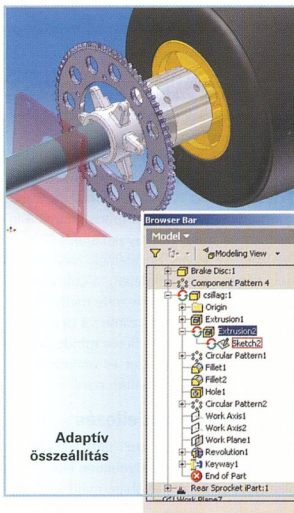 Browser Bar
Model
Modeling View
Brake Disc:1
Component Pattern 4
csillag:1
Origin
Extrusion1
Extrusion2
Sketch2
Circular Pattern1
Fillet1
Fillet2
Hole1
Circular Pattern2
Work Axis1
Work Axis2
Work Plane1
Revolution1
Keyway1
End of Part
Rear Sprocket iPart:1
Work Plane7
Adaptív
összeállítás